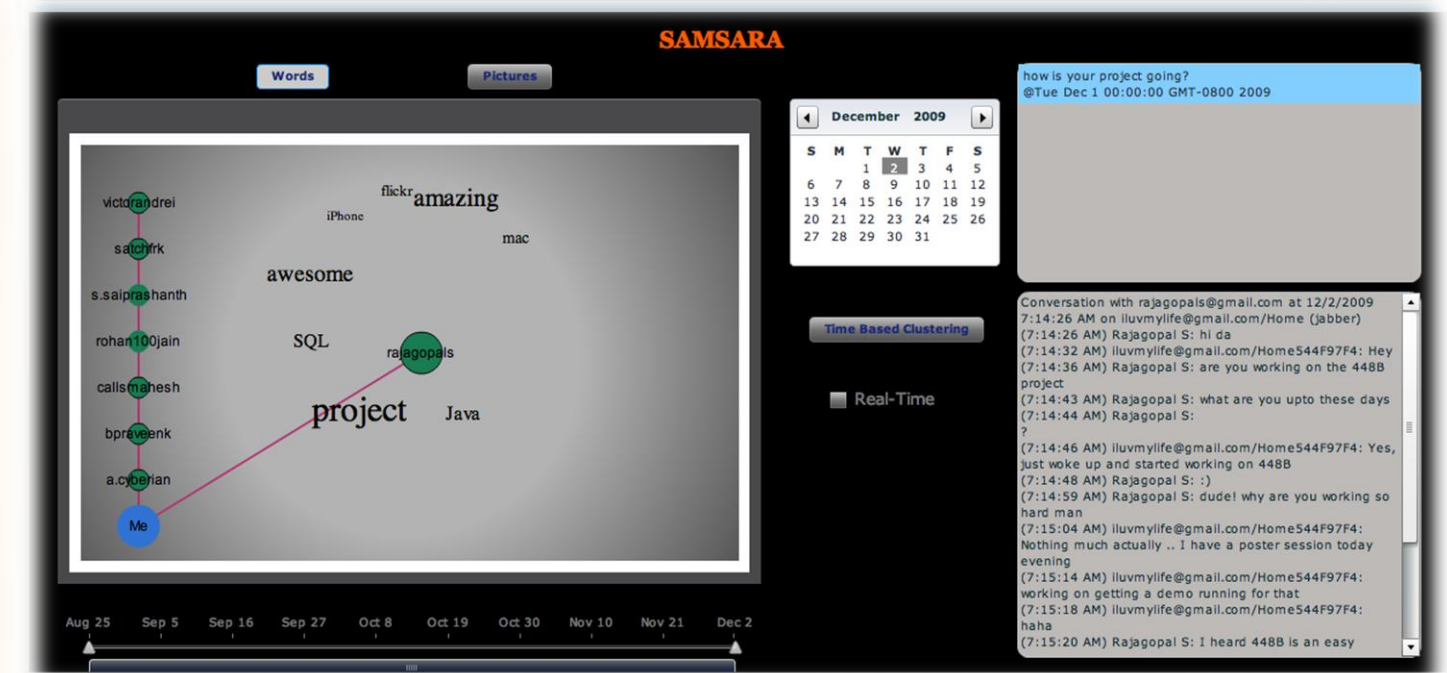 SAMSARA
Words
Pictures
victorandrei
satchfrk
s.saiprashanth
rohan100jain
callsmahesh
bpraveenk
a.cyberian
Me
flickr
amazing
iPhone
mac
awesome
SQL
rajagopals
project
Java
Aug 25 Sep 5 Sep 16 Sep 27 Oct 8 Oct 19 Oct 30 Nov 10 Nov 21 Dec 2
December 2009
S M T W T F S
1 2 3 4 5
6 7 8 9 10 11 12
13 14 15 16 17 18 19
20 21 22 23 24 25 26
27 28 29 30 31
Time Based Clustering
Real-Time
how is your project going?
@Tue Dec 1 00:00:00 GMT-0800 2009
Conversation with rajagopals@gmail.com at 12/2/2009
7:14:26 AM on iluvmylife@gmail.com/Home (jabber)
(7:14:26 AM) Rajagopal S: hi da
(7:14:32 AM) iluvmylife@gmail.com/Home544F97F4: Hey
(7:14:36 AM) Rajagopal S: are you working on the 448B
project
(7:14:43 AM) Rajagopal S: what are you upto these days
(7:14:44 AM) Rajagopal S:
?
(7:14:46 AM) iluvmylife@gmail.com/Home544F97F4: Yes,
just woke up and started working on 448B
(7:14:48 AM) Rajagopal S: :)
(7:14:59 AM) Rajagopal S: dude! why are you working so
hard man
(7:15:04 AM) iluvmylife@gmail.com/Home544F97F4:
Nothing much actually .. I have a poster session today
evening
(7:15:14 AM) iluvmylife@gmail.com/Home544F97F4:
working on getting a demo running for that
(7:15:18 AM) iluvmylife@gmail.com/Home544F97F4:
haha
(7:15:20 AM) Rajagopal S: I heard 448B is an easy